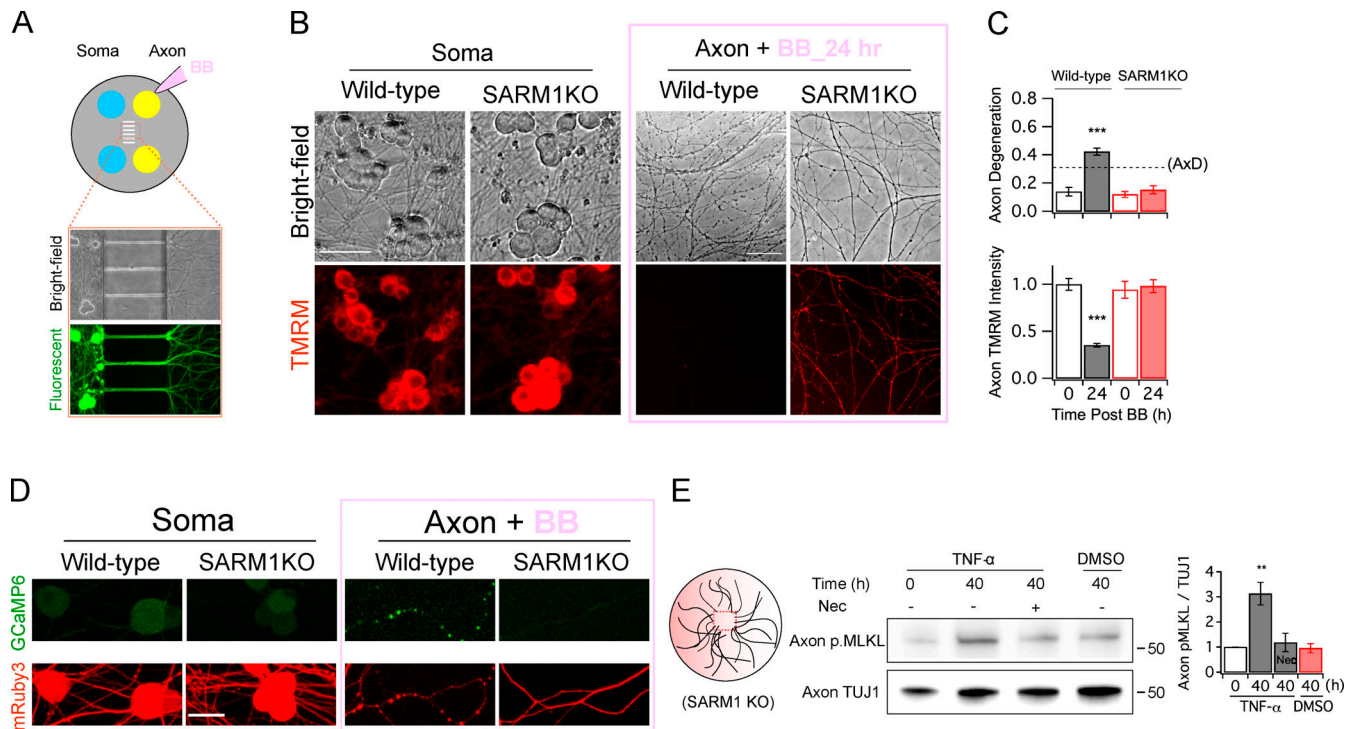 A
Soma Axon
BB
Bright-field
Fluorescent
B
Soma
Axon + BB_24 hr
Wild-type SARM1KO Wild-type SARM1KO
Bright-field
TMRM
C
Wild-type SARM1KO
Axon Degeneration
0.8
0.6
0.4
0.2
0.0
***
(AxD)
Axon TMRM Intensity
1.0
0.5
0.0
***
0 24 0 24
Time Post BB (h)
D
Soma
Axon + BB
Wild-type SARM1KO Wild-type SARM1KO
GCaMP6
mRuby3
E
(SARM1 KO)
TNF-α DMSO
Time (h) 0 40 40 40
Nec - - + -
Axon p.MLKL
-50
Axon TUJ1
-50
Axon pMLKL / TUJ1
4
3
2
1
0
**
Nec
0 40 40 40 (h)
TNF-α DMSO